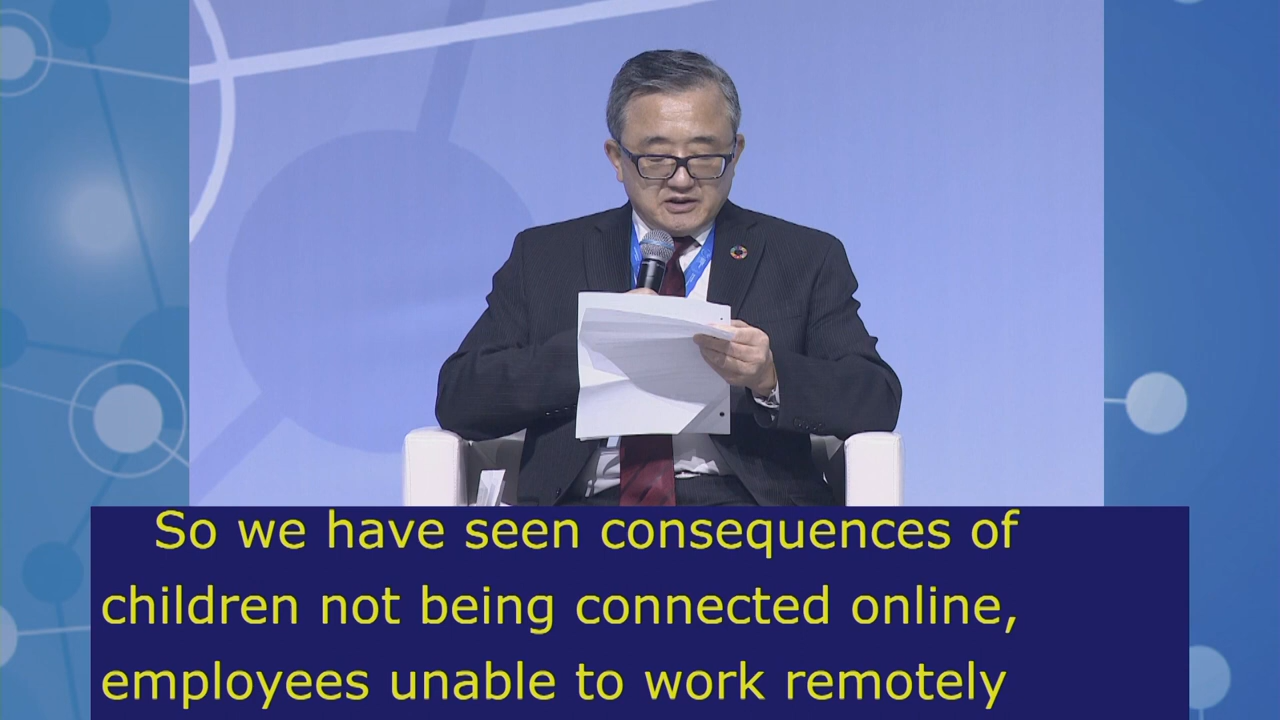 So we have seen consequences of
children not being connected online,
employees unable to work remotely